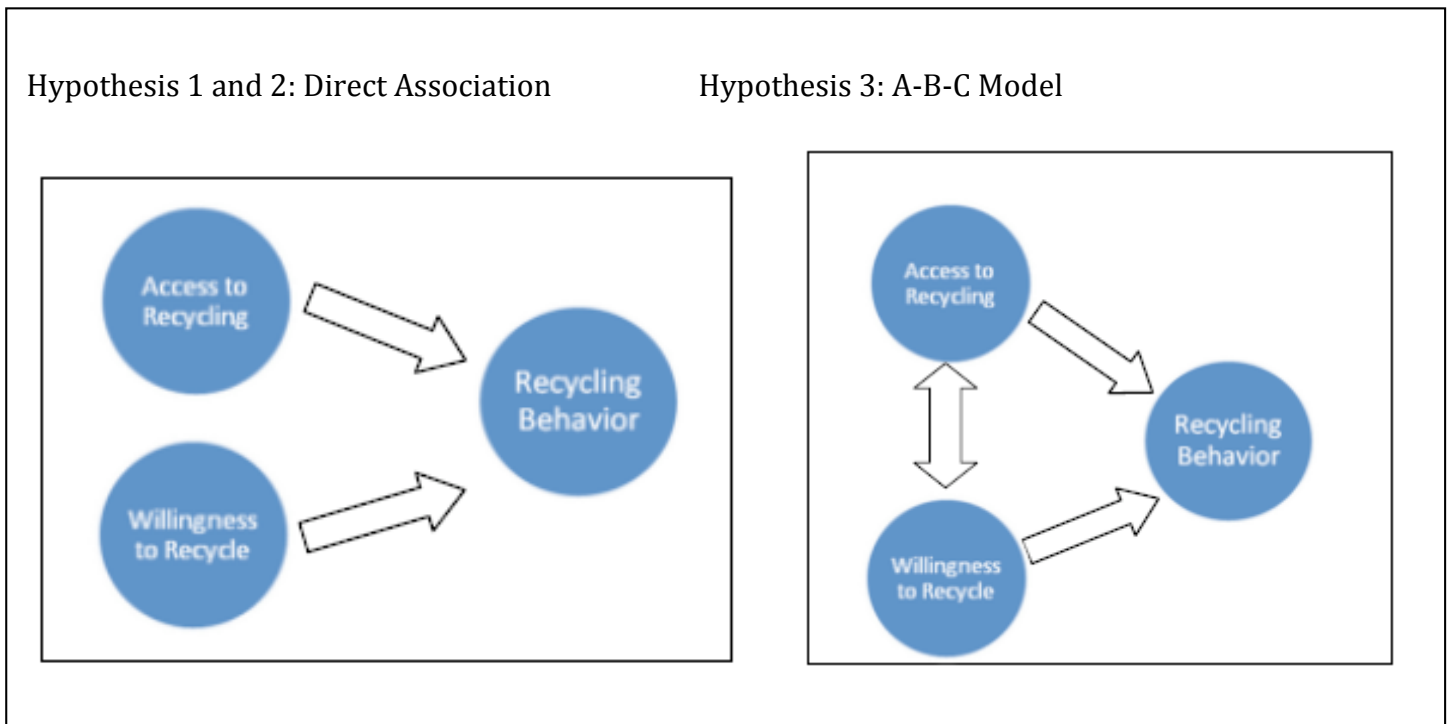 Hypothesis 1 and 2: Direct Association
Hypothesis 3: A-B-C Model
Access to
Recycling
Willingness
to Recycle
Recycling
Behavior
Access to
Recycling
Willingness
to Recycle
Recycling
Behavior